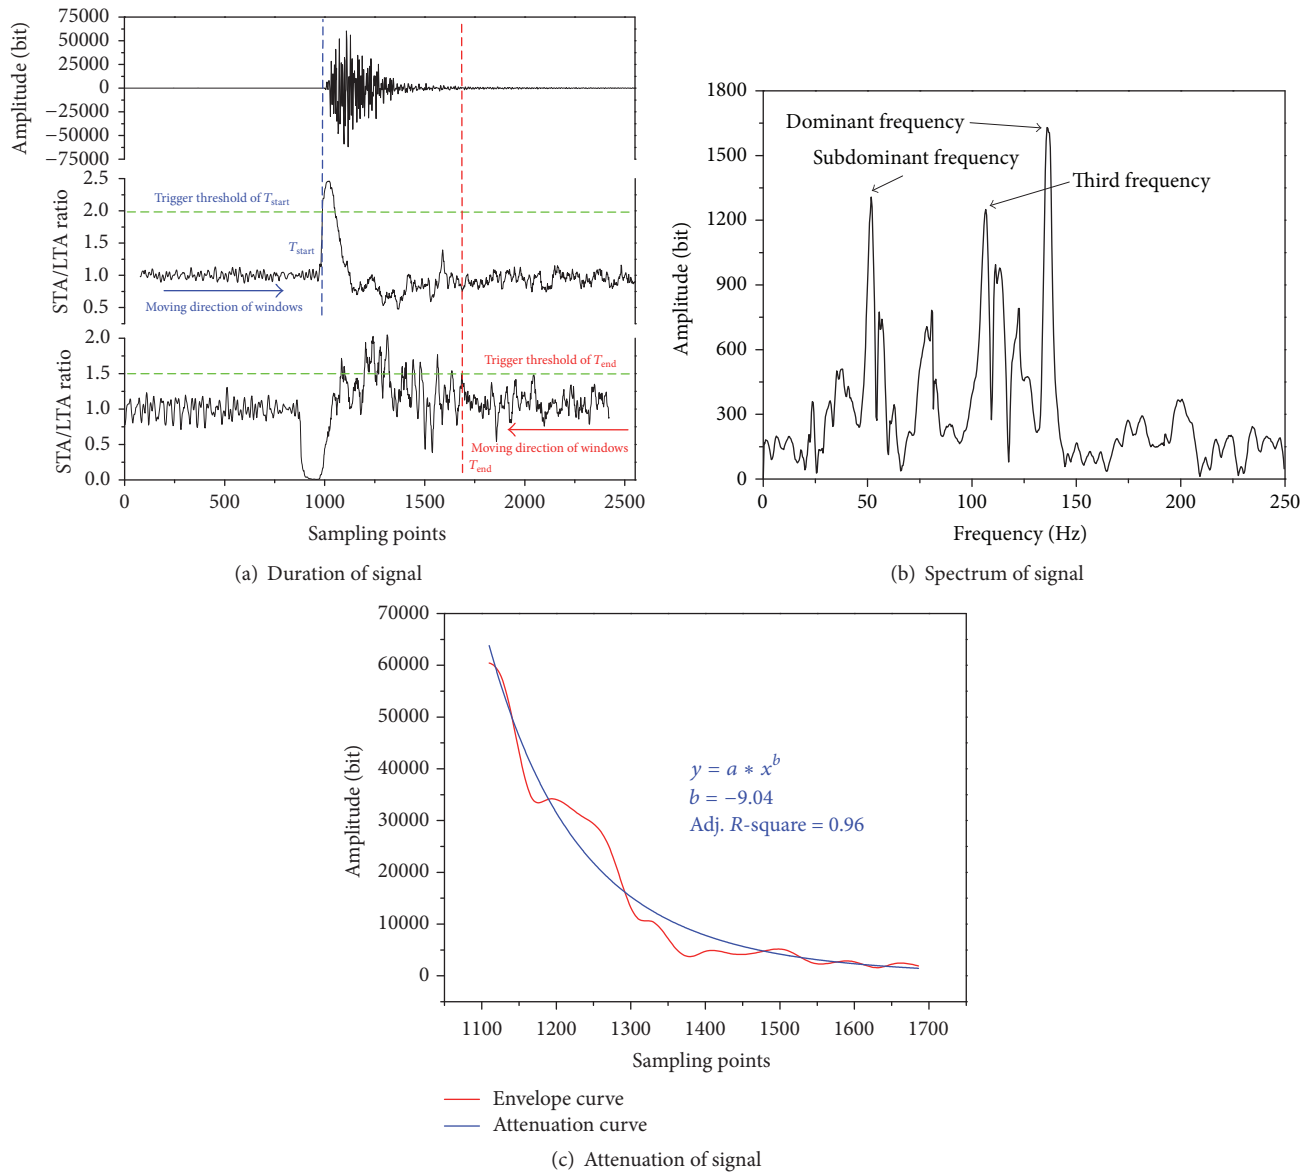 75000
50000
25000
0
−25000
−50000
−75000
Amplitude (bit)
2.5
2.0
1.5
1.0
0.5
STA/LTA ratio
Trigger threshold of Tstart
Tstart
Moving direction of windows
2.0
1.5
1.0
0.5
0.0
STA/LTA ratio
Trigger threshold of Tend
Moving direction of windows
Tend
0 500 1000 1500 2000 2500
Sampling points
(a) Duration of signal
1800
1500
1200
900
600
300
0
Amplitude (bit)
Dominant frequency
Subdominant frequency
Third frequency
0 50 100 150 200 250
Frequency (Hz)
(b) Spectrum of signal
70000
60000
50000
40000
30000
20000
10000
0
Amplitude (bit)
y = a ∗ x^b
b = −9.04
Adj. R-square = 0.96
1100 1200 1300 1400 1500 1600 1700
Sampling points
Envelope curve
Attenuation curve
(c) Attenuation of signal